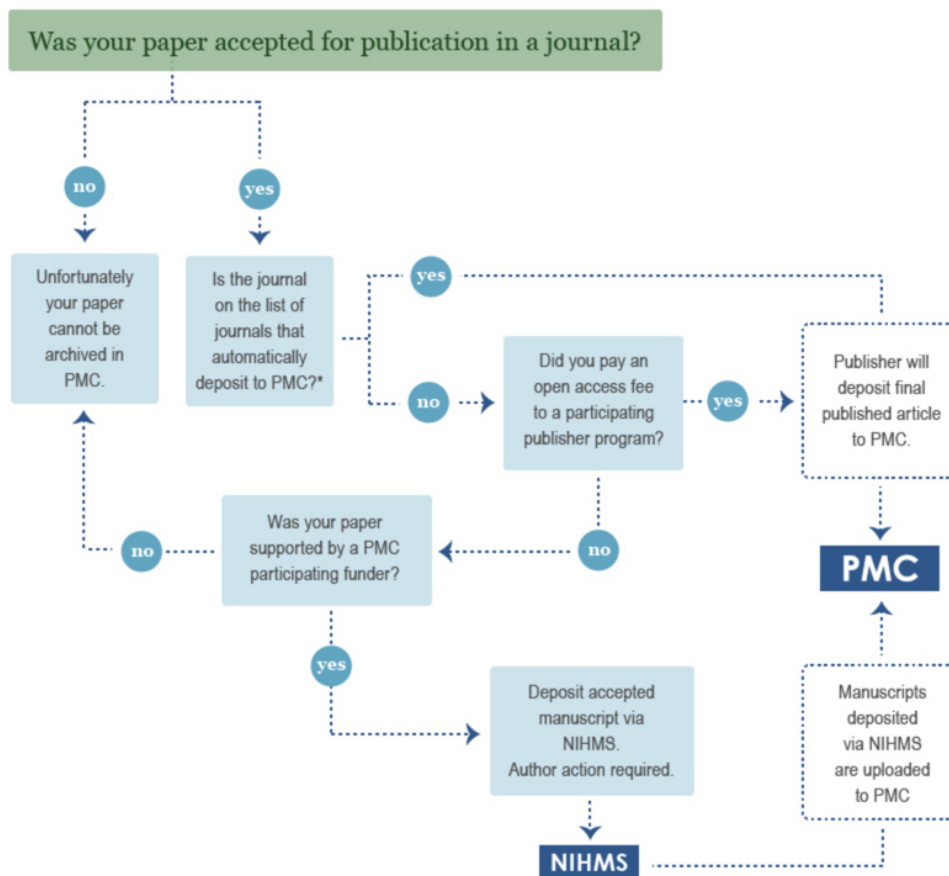 Was your paper accepted for publication in a journal?
no
yes
Unfortunately
your paper
cannot be
archived in
PMC.
Is the journal
on the list of
journals that
automatically
deposit to PMC?*
yes
no
Did you pay an
open access fee
to a participating
publisher program?
yes
Publisher will
deposit final
published article
to PMC.
no
Was your paper
supported by a PMC
participating funder?
no
PMC
yes
Deposit accepted
manuscript via
NIHMS.
Author action required.
Manuscripts
deposited
via NIHMS
are uploaded
to PMC
NIHMS